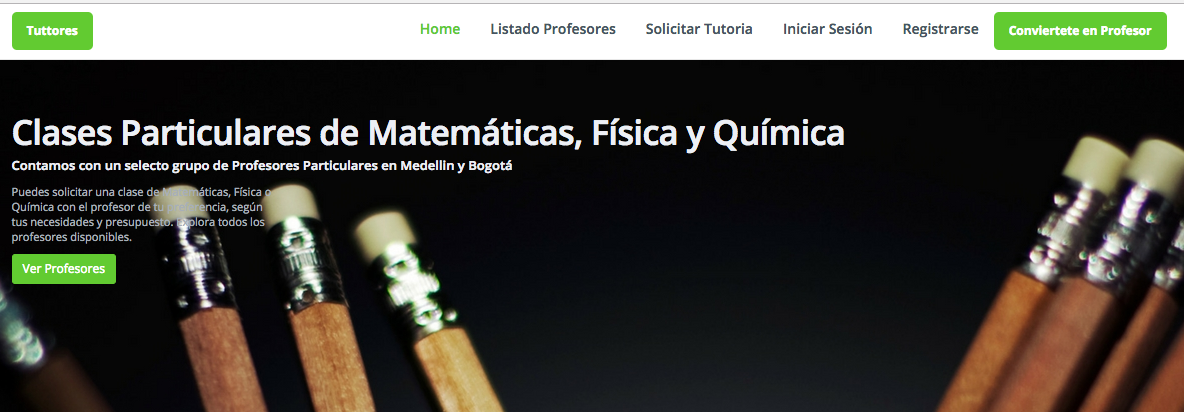 Tuttores
Home Listado Profesores Solicitar Tutoria Iniciar Sesión Registrarse Conviertete en Profesor
Clases Particulares de Matemáticas, Física y Química
Contamos con un selecto grupo de Profesores Particulares en Medellin y Bogotá
Puedes solicitar una clase de Matemáticas, Física o
Química con el profesor de tu preferencia, según
tus necesidades y presupuesto. Explora todos los
profesores disponibles.
Ver Profesores